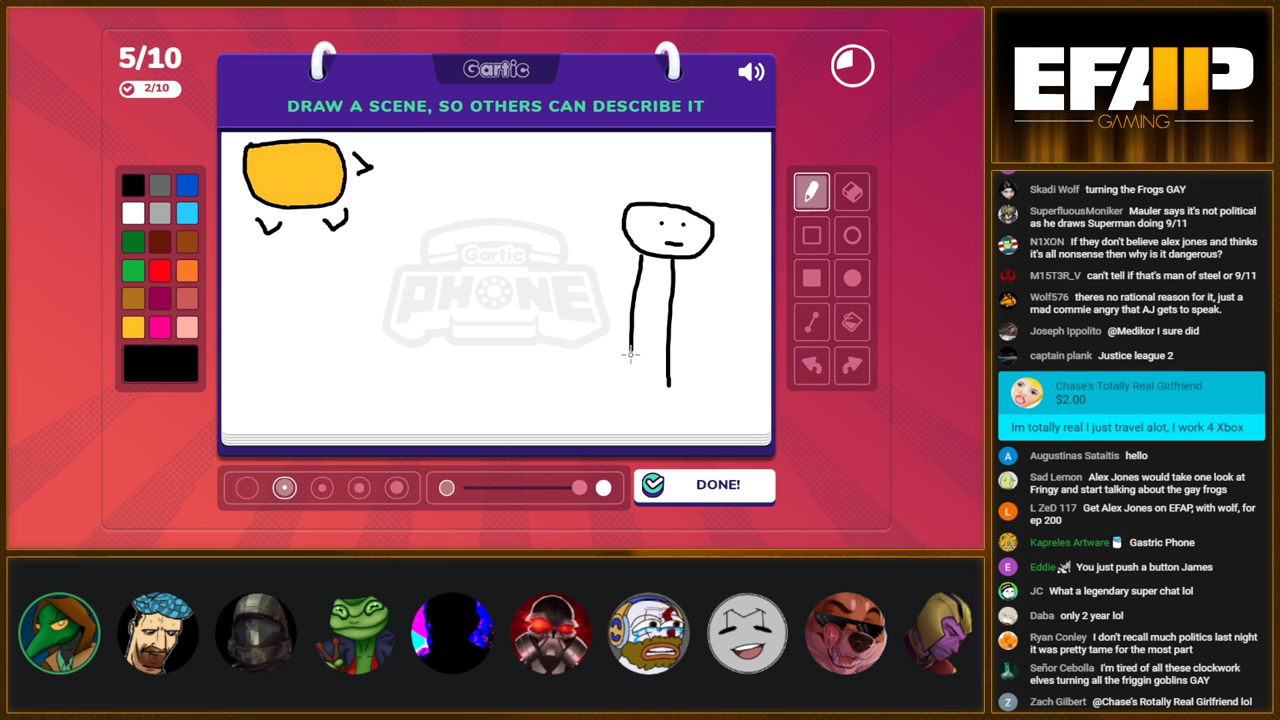 5/10
2/10
Gartic
DRAW A SCENE, SO OTHERS CAN DESCRIBE IT
Gartic
PHONE
DONE!
EFAP
GAMING
Skadi Wolf turning the Frogs GAY
SuperfluousMoniker Mauler says it's not political
as he draws Superman doing 9/11
N1XON If they don't believe alex jones and thinks
it's all nonsense then why is it dangerous?
M15T3R_V can't tell if that's man of steel or 9/11
Wolf576 theres no rational reason for it, just a
mad commie angry that AJ gets to speak.
Joseph Ippolito @Medikor I sure did
captain plank Justice league 2
Chase's Totally Real Girlfriend
$2.00
Im totally real I just travel alot, I work 4 Xbox
A Augustinas Sataitis hello
Sad Lemon Alex Jones would take one look at
Fringy and start talking about the gay frogs
L L ZeD 117 Get Alex Jones on EFAP, with wolf, for
ep 200
Kapreles Artware Gastric Phone
E Eddie You just push a button James
JC What a legendary super chat lol
Daba only 2 year lol
Ryan Conley I don't recall much politics last night
it was pretty tame for the most part
Señor Cebolla I'm tired of all these clockwork
elves turning all the friggin goblins GAY
Z Zach Gilbert @Chase's Rotally Real Girlfriend lol